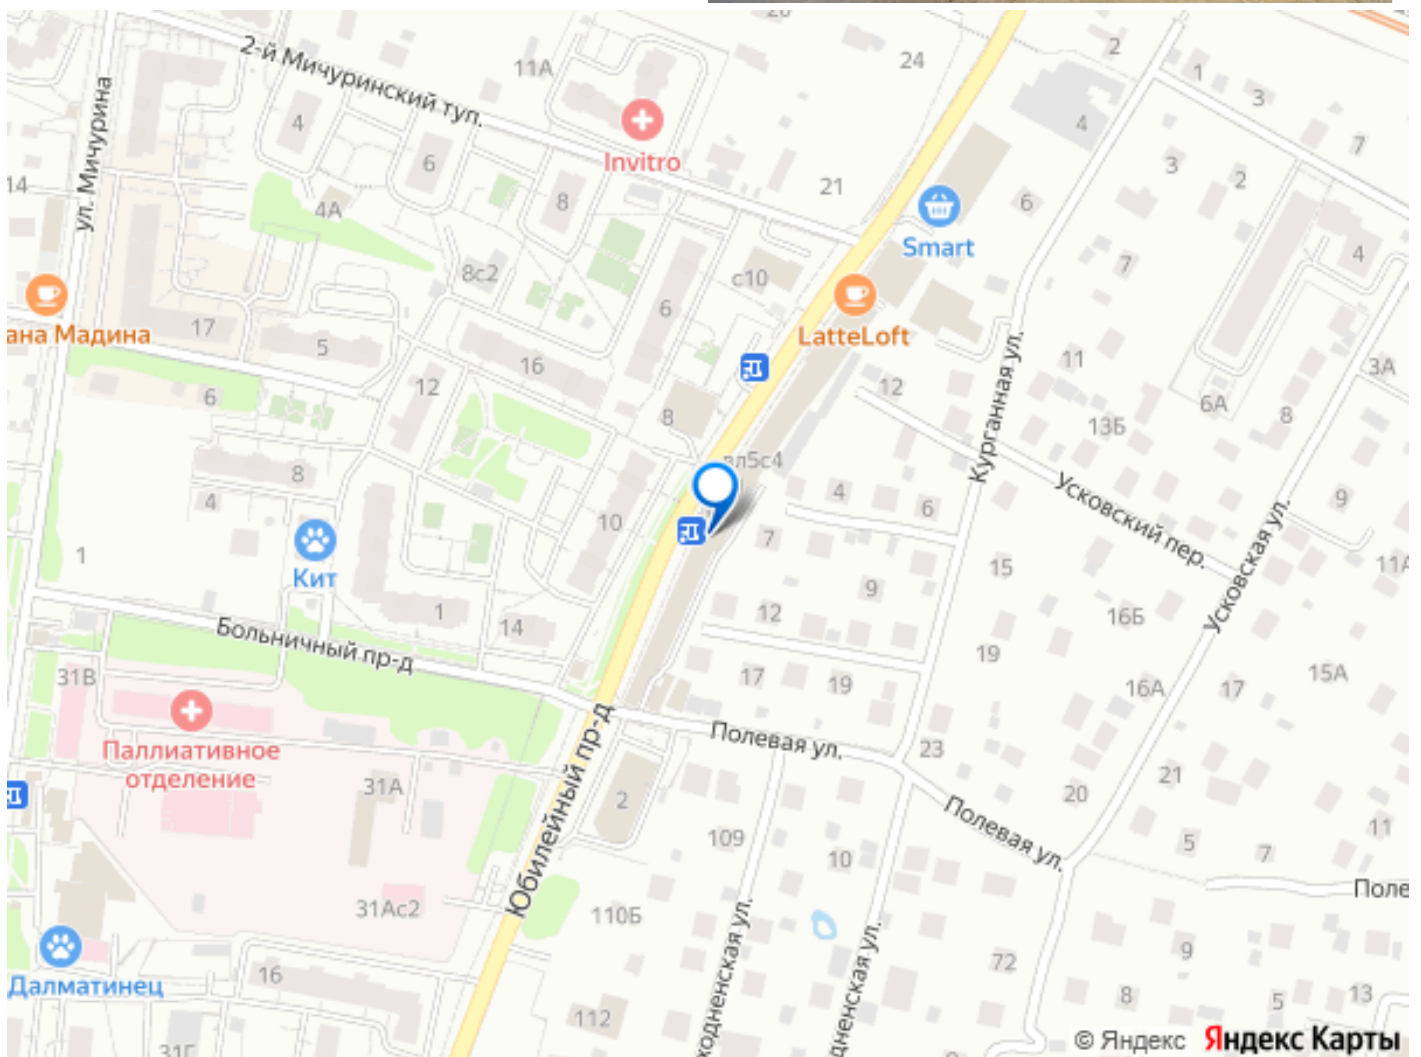 24
2
1
3
7
2-й Мичуринский туп.
11А
4
ул. Мичурина
14
6
Invitro
21
8
4А
8с2
с10
6
Smart
LatteLoft
6
4
3
2
7
4
ана Мадина
17
5
16
12
6
8
8
4
10
1
Кит
1
14
вл5с4
12
11
Курганная ул.
13Б
6А
8
3А
4
6
7
9
12
17
19
15
19
Усковский пер.
Усковская ул.
9
11А
16Б
16А
17
15А
Больничный пр-д
31В
Паллиативное
отделение
31А
31Ас2
Юбилейный пр-д
2
Полевая ул.
23
20
21
Полевая ул.
5
7
11
Поле
109
10
110Б
ходненская ул.
дненская ул.
72
9
8
5
13
Далматинец
16
112
31Г
© Яндекс Яндекс Карты